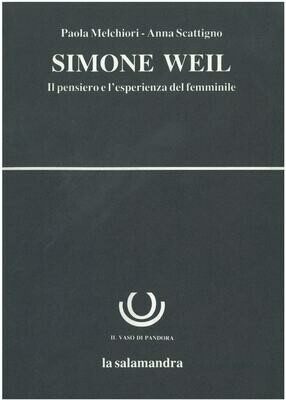 Paola Melchiori - Anna Scattigno
SIMONE WEIL
Il pensiero e l'esperienza del femminile
IL VASO DI PANDORA
la salamandra